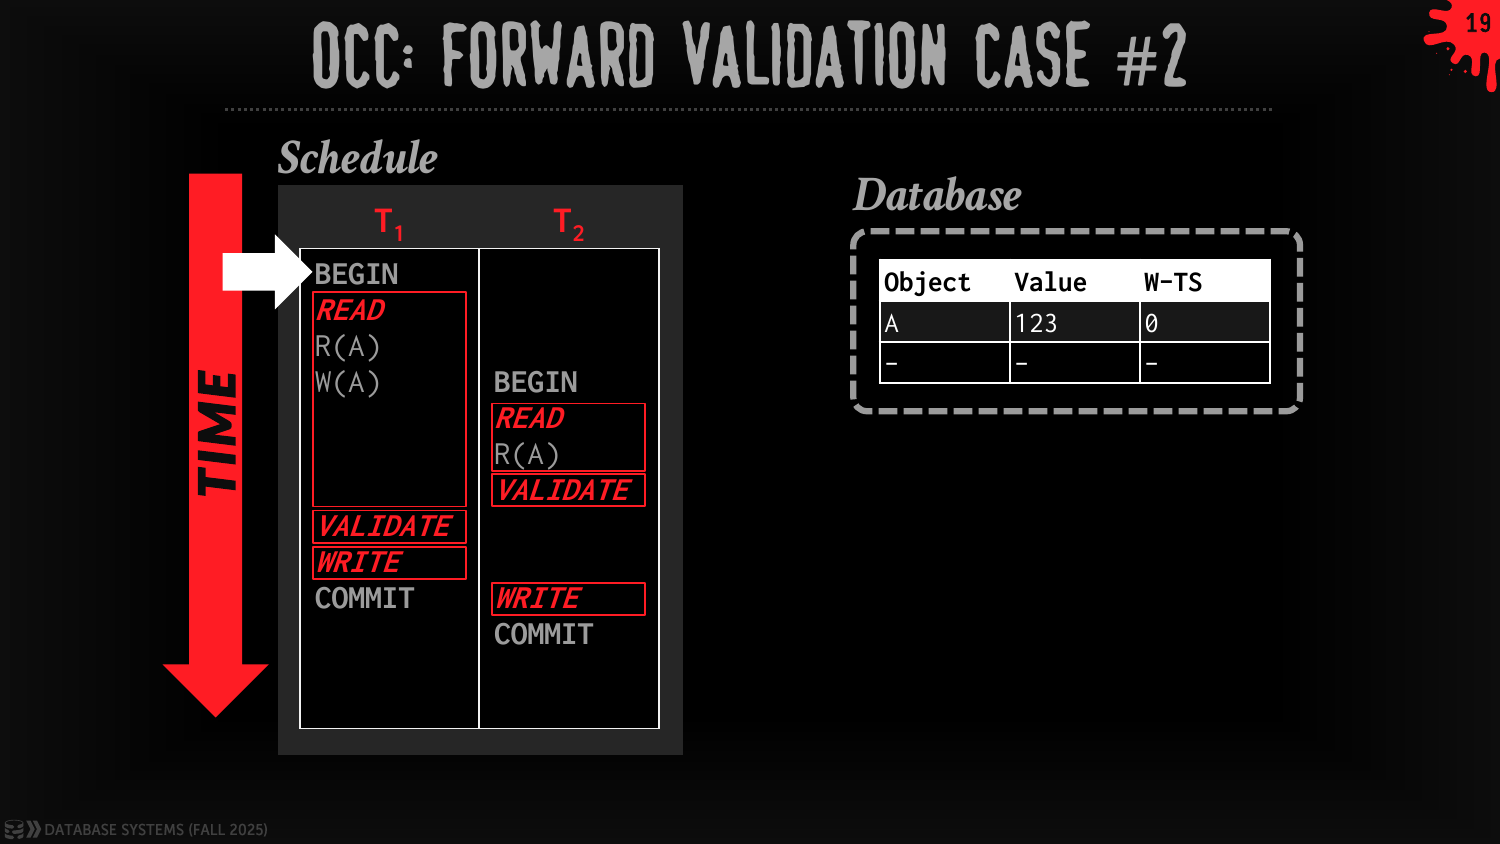 OCC: FORWARD VALIDATION CASE #2
19
Schedule
T1
T2
BEGIN
READ
R(A)
W(A)
VALIDATE
WRITE
COMMIT
BEGIN
READ
R(A)
VALIDATE
WRITE
COMMIT
TIME
Database
Object Value W-TS
A 123 0
- - -
DATABASE SYSTEMS (FALL 2025)